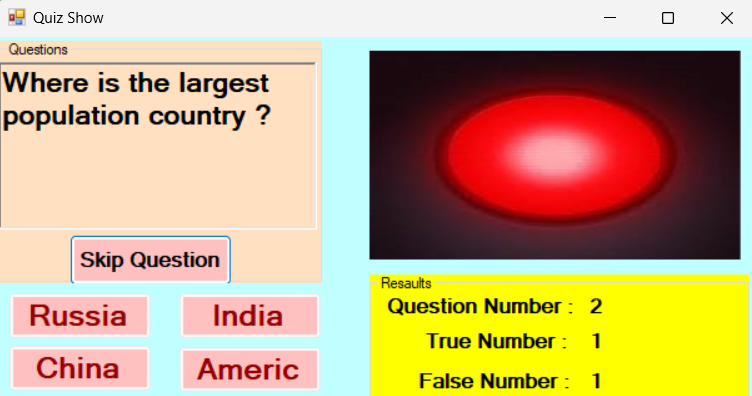 Quiz Show
Questions
Where is the largest
population country ?
Skip Question
Russia
India
China
Americ
Resaults
Question Number : 2
True Number : 1
False Number : 1